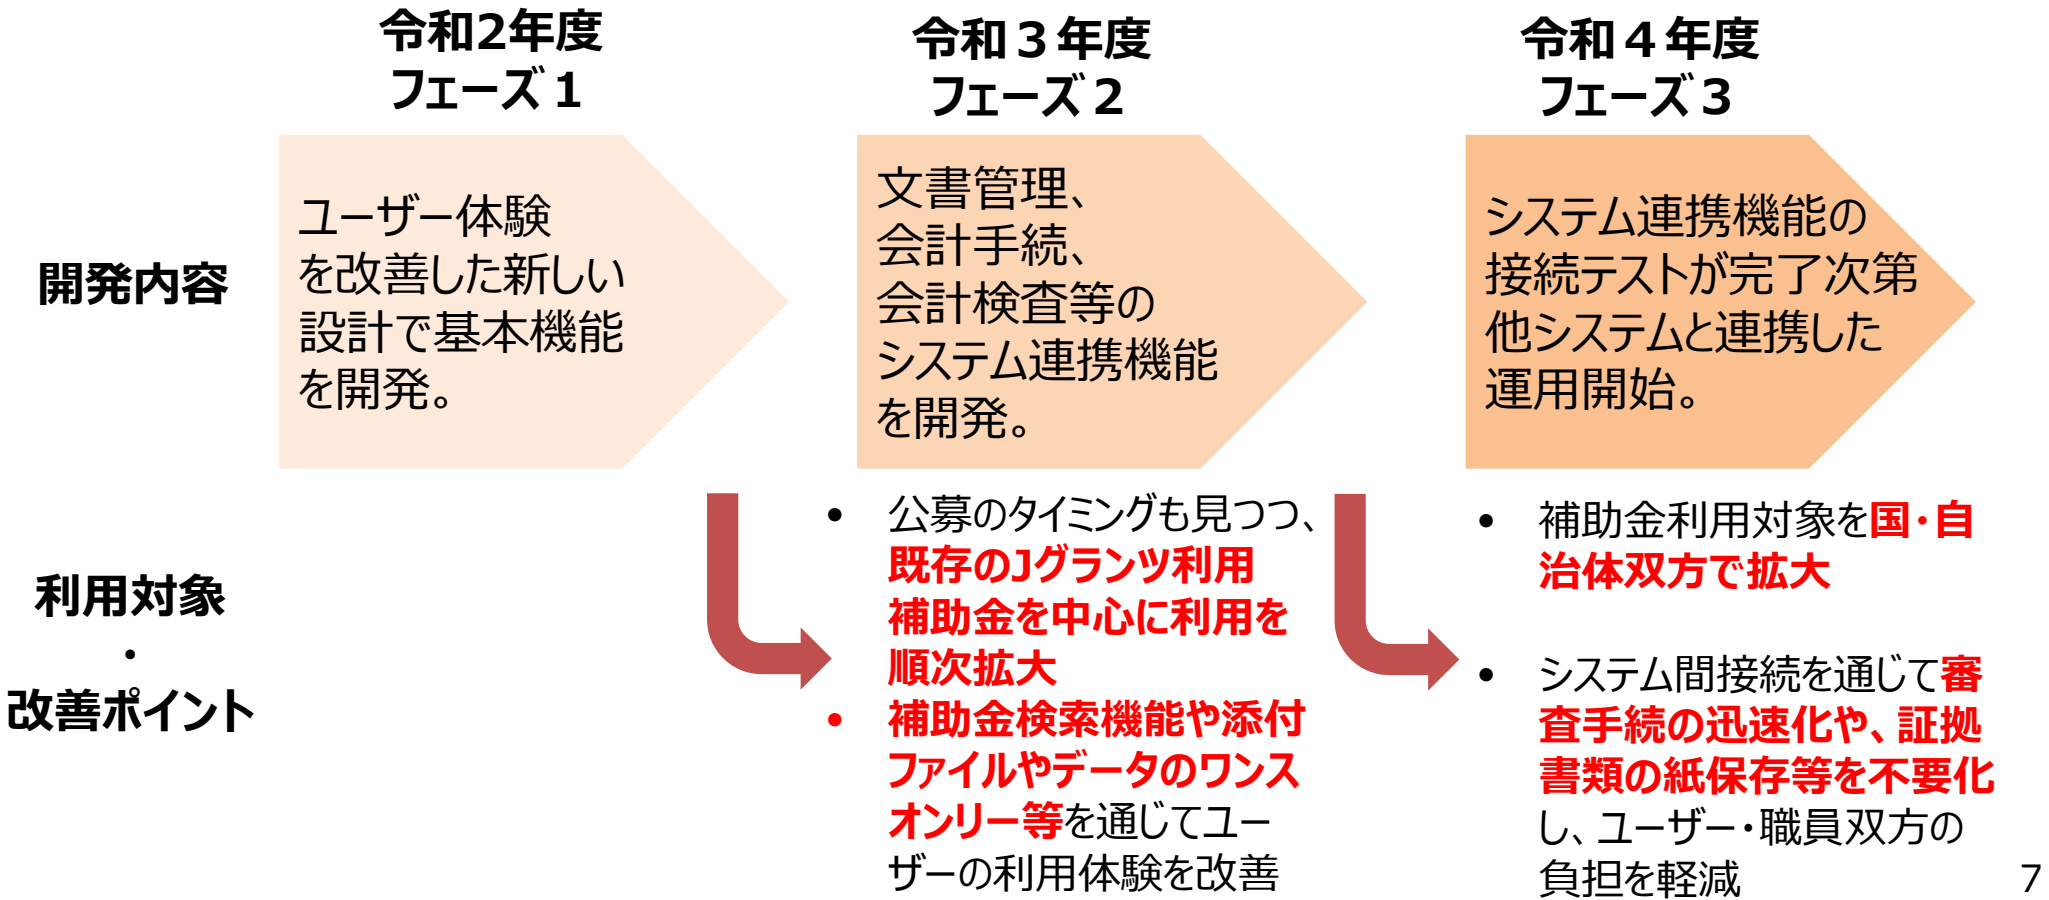 令和2年度
フェーズ１
令和３年度
フェーズ２
令和４年度
フェーズ３
開発内容
ユーザー体験
を改善した新しい
設計で基本機能
を開発。
文書管理、
会計手続、
会計検査等の
システム連携機能
を開発。
システム連携機能の
接続テストが完了次第
他システムと連携した
運用開始。
利用対象
・
改善ポイント
• 公募のタイミングも見つつ、
既存のJグランツ利用
補助金を中心に利用を
順次拡大
• 補助金検索機能や添付
ファイルやデータのワンス
オンリー等を通じてユー
ザーの利用体験を改善
• 補助金利用対象を国・自
治体双方で拡大
• システム間接続を通じて審
査手続の迅速化や、証拠
書類の紙保存等を不要化
し、ユーザー・職員双方の
負担を軽減
7